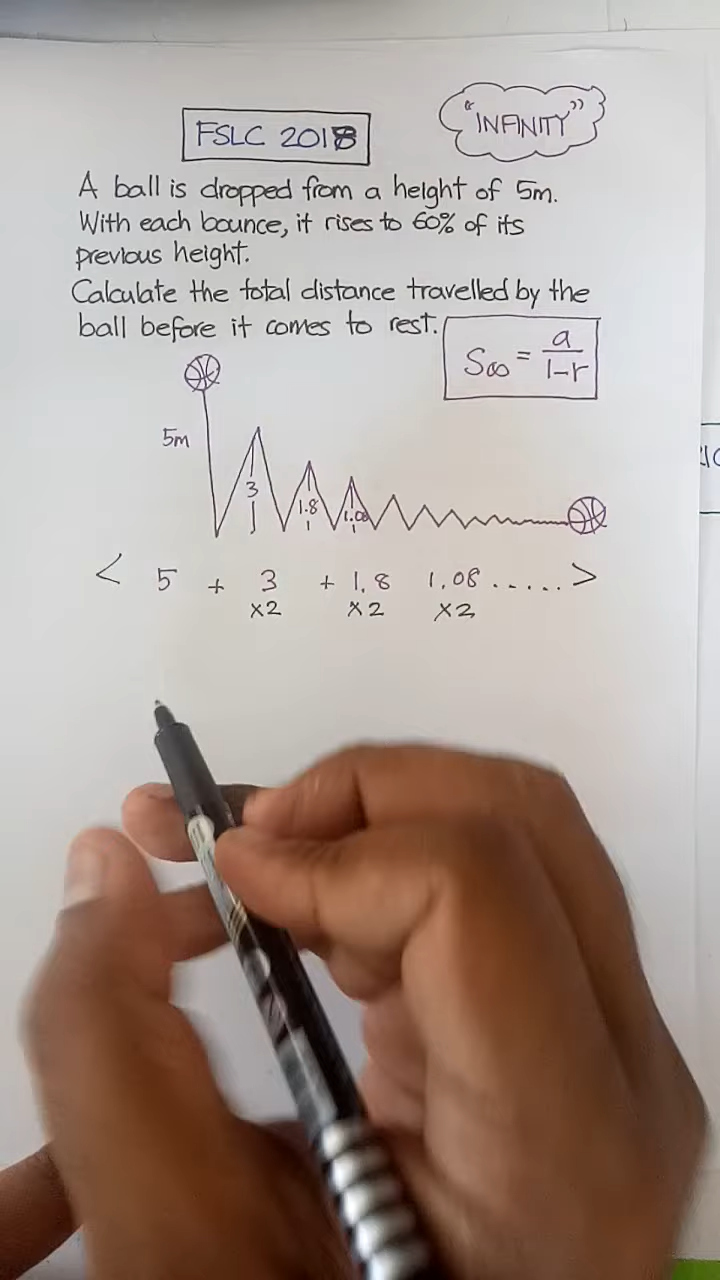 FSLC 2018
"INFINITY"
A ball is dropped from a height of 5m.
With each bounce, it rises to 60% of its
previous height.
Calculate the total distance travelled by the
ball before it comes to rest.
S∞ = a/1-r
5m
3
1.8
1.08
< 5 + 3 + 1.8 1.08 ..... >
x2 x2 x2